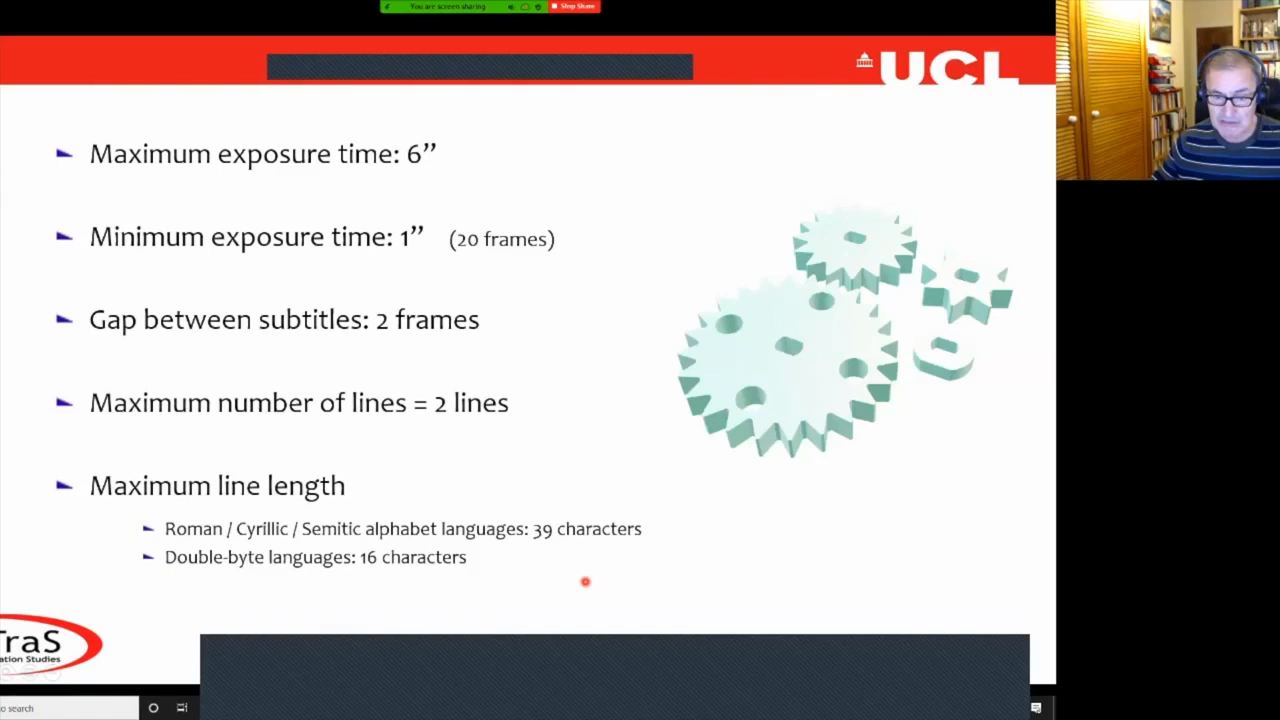 You are screen sharing
Stop Share
UCL
Maximum exposure time: 6”
Minimum exposure time: 1” (20 frames)
Gap between subtitles: 2 frames
Maximum number of lines = 2 lines
Maximum line length
Roman / Cyrillic / Semitic alphabet languages: 39 characters
Double-byte languages: 16 characters
TraS
ation Studies
o search